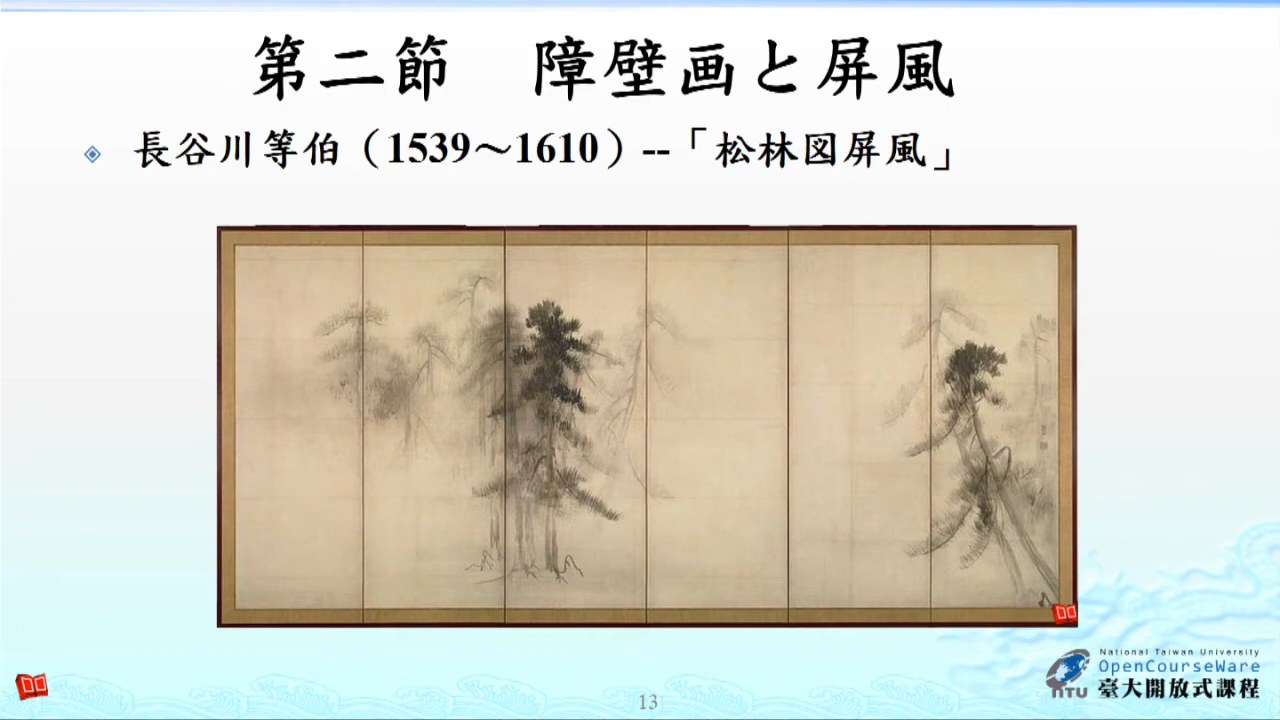 第二節　障壁画と屏風
長谷川等伯（1539～1610）--「松林図屏風」
National Taiwan University
OpenCourseWare
NTU 臺大開放式課程
13